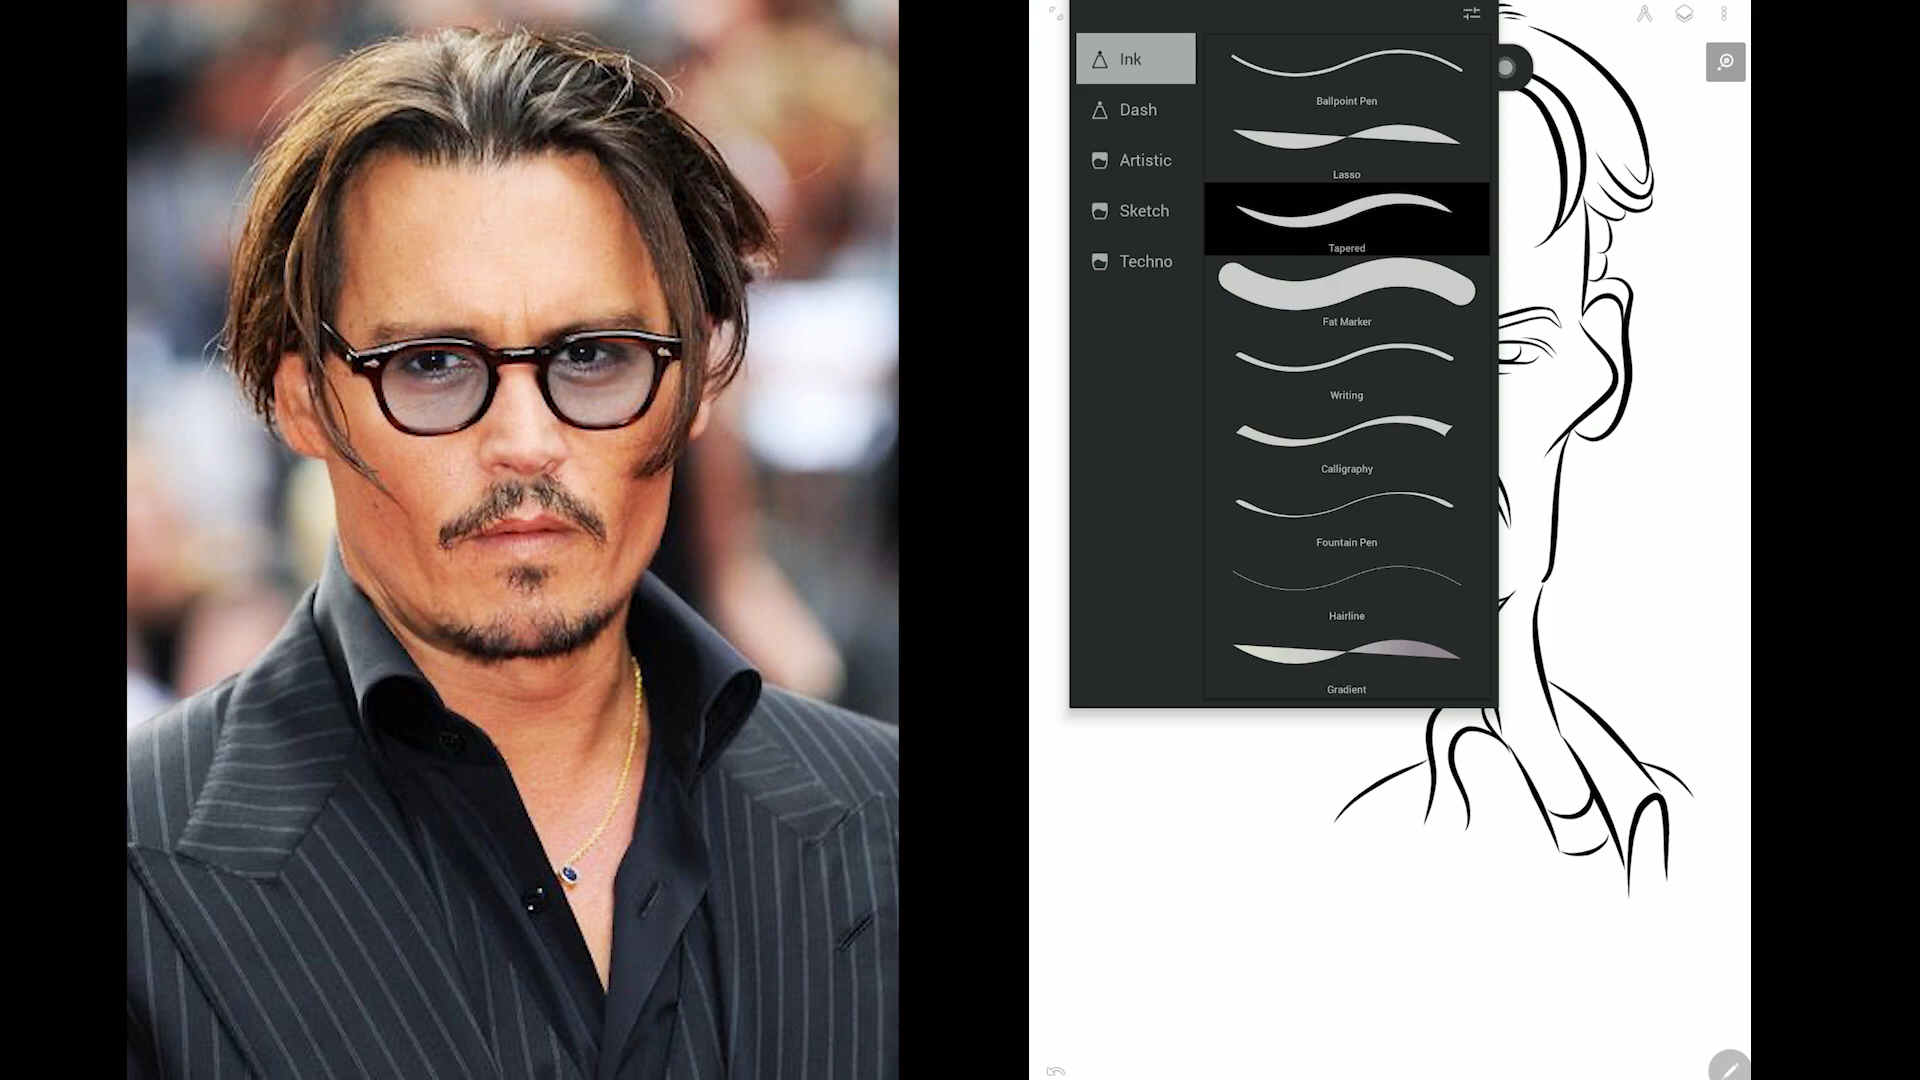 Ink
Dash
Artistic
Sketch
Techno
Ballpoint Pen
Lasso
Tapered
Fat Marker
Writing
Calligraphy
Fountain Pen
Hairline
Gradient